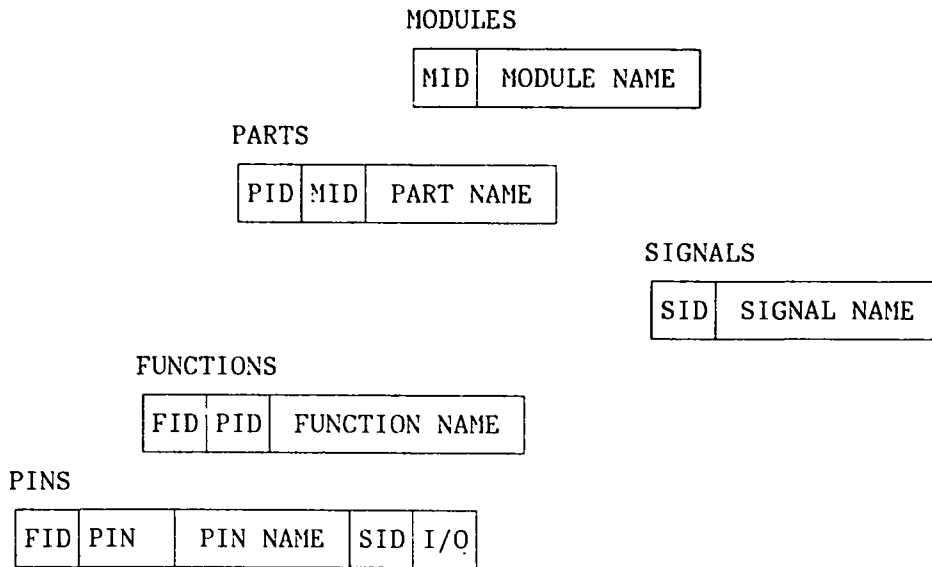 MODULES
MID MODULE NAME
PARTS
PID MID PART NAME
SIGNALS
SID SIGNAL NAME
FUNCTIONS
FID PID FUNCTION NAME
PINS
FID PIN PIN NAME SID I/O